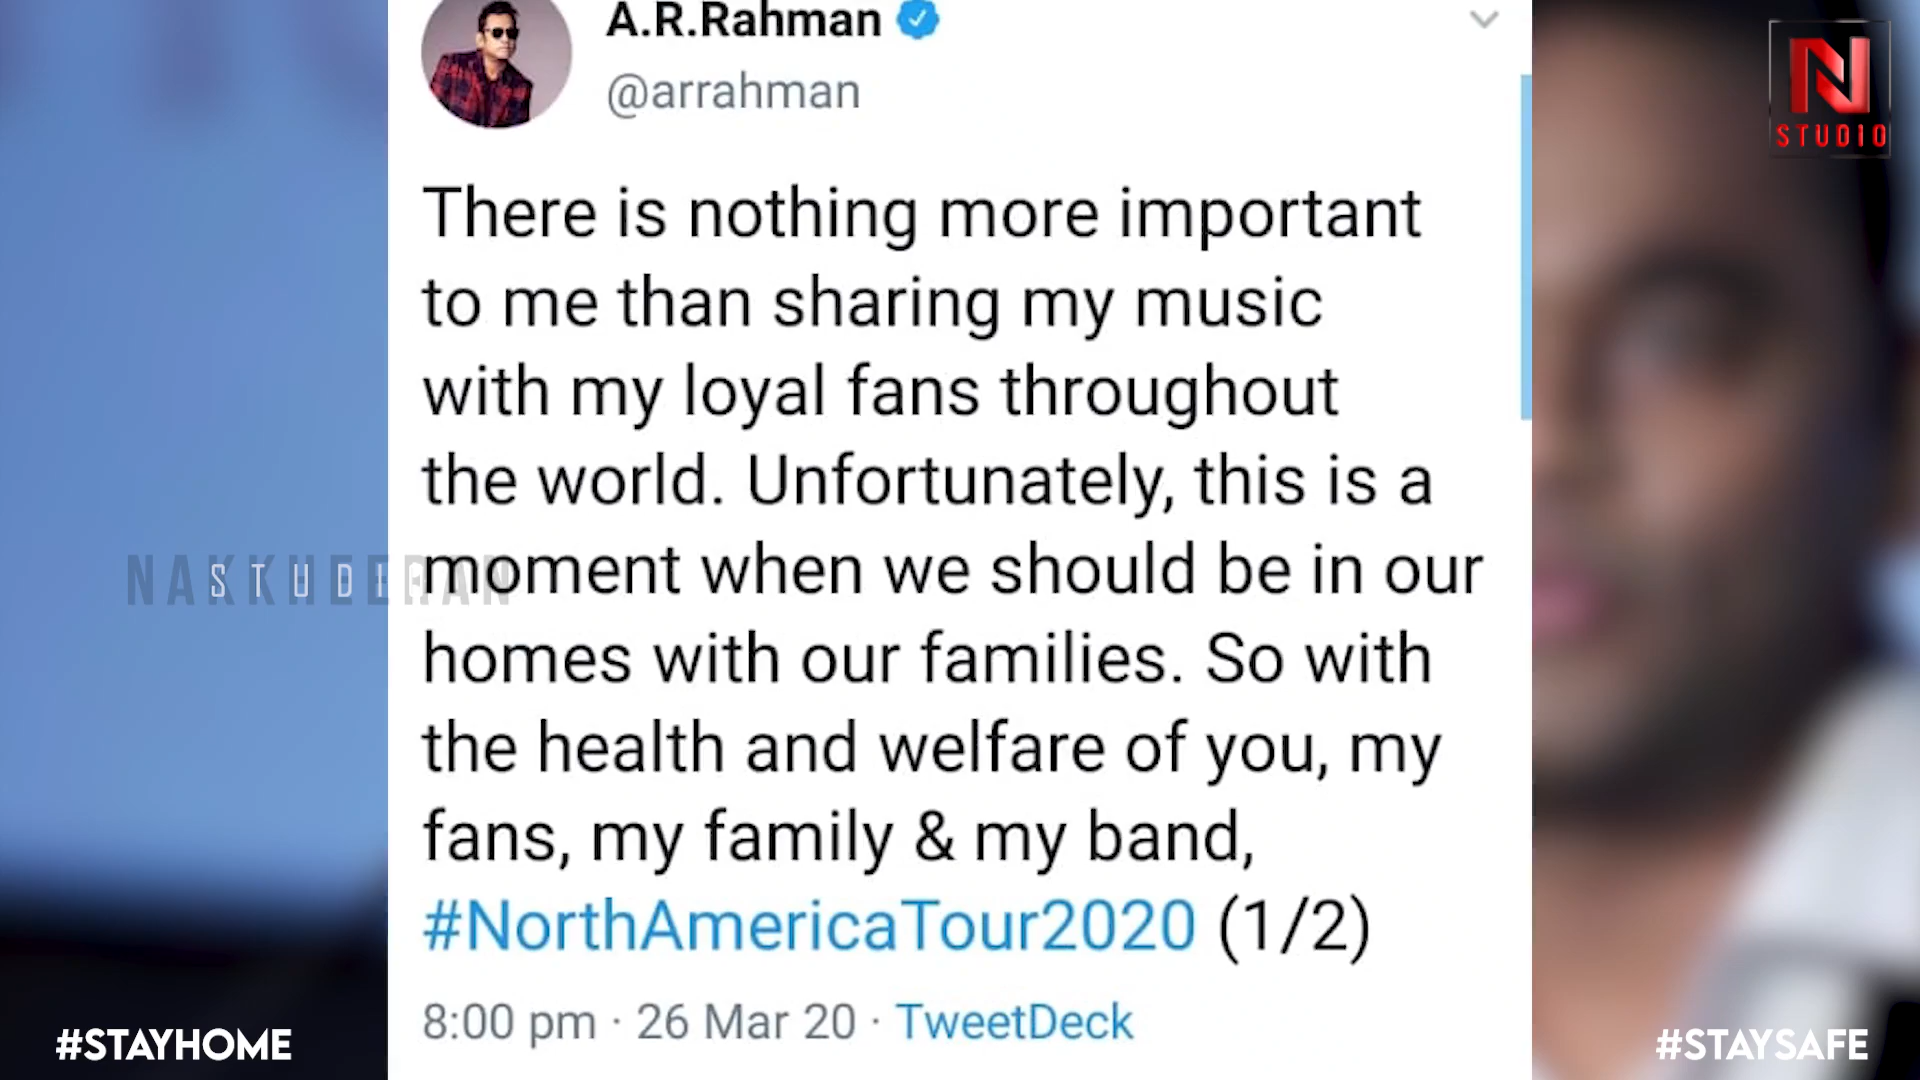 A.R.Rahman
@arrahman
N
STUDIO
There is nothing more important
to me than sharing my music
with my loyal fans throughout
the world. Unfortunately, this is a
moment when we should be in our
homes with our families. So with
the health and welfare of you, my
fans, my family & my band,
#NorthAmericaTour2020 (1/2)
8:00 pm · 26 Mar 20 · TweetDeck
NAKKHEERAN
#STAYHOME
#STAYSAFE